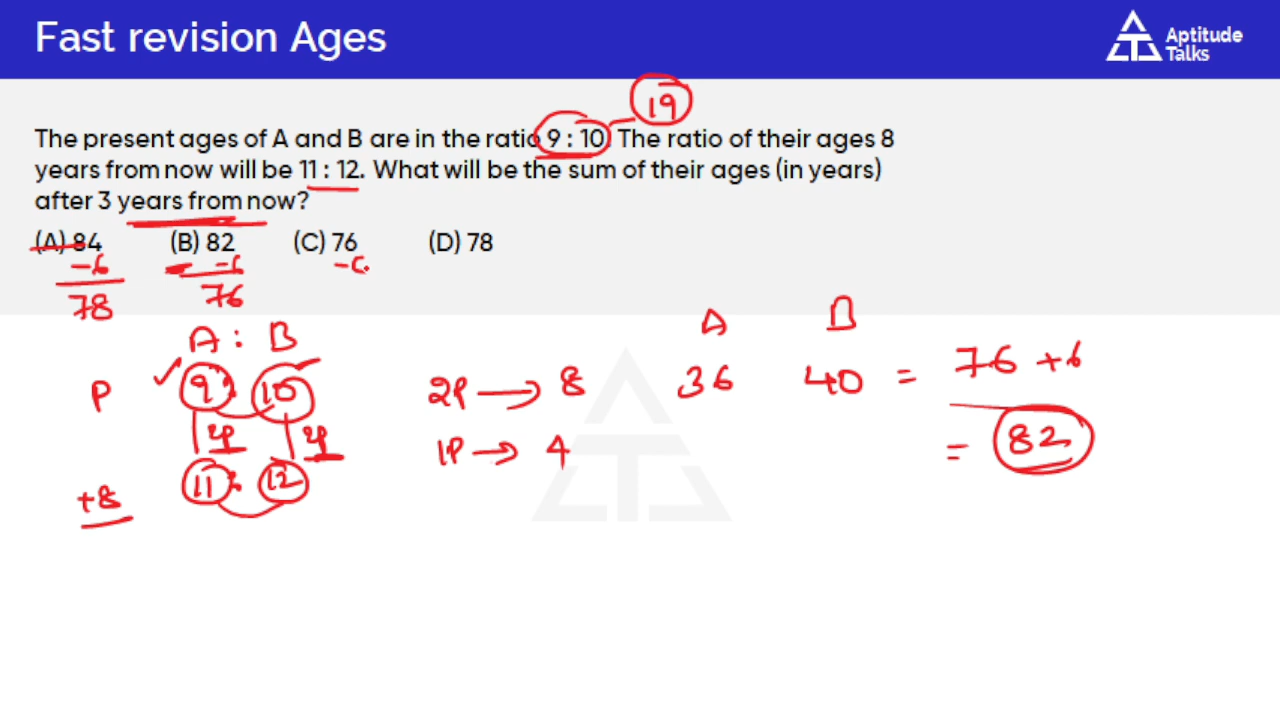 Fast revision Ages
Aptitude
Talks
19
The present ages of A and B are in the ratio 9 : 10. The ratio of their ages 8
years from now will be 11 : 12. What will be the sum of their ages (in years)
after 3 years from now?
(A) 84 (B) 82 (C) 76 (D) 78
-6 -6 -6
78 76
A : B A B
P 9 : 10 2P → 8 36 40 = 76 + 6
2P 2P 1P → 4 = 82
+8 11 : 12